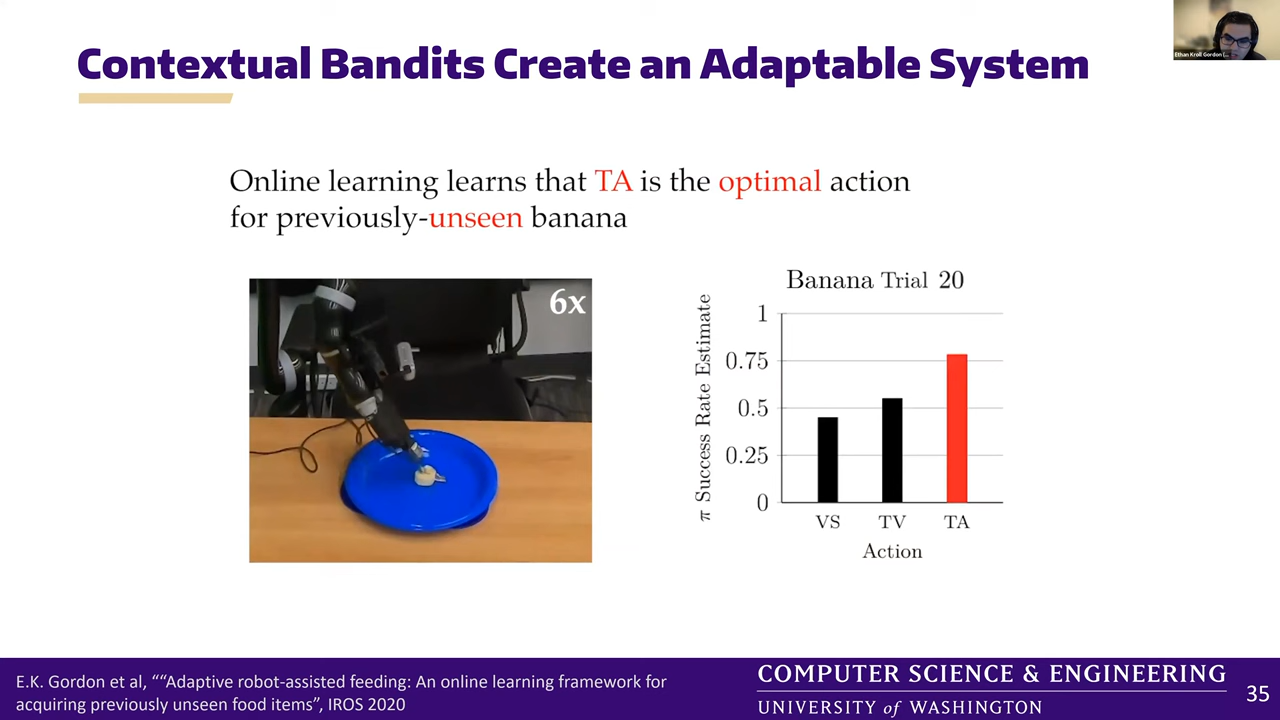 Contextual Bandits Create an Adaptable System
Ethan Kroll Gordon (...
Online learning learns that TA is the optimal action
for previously-unseen banana
6x
Banana Trial 20
π Success Rate Estimate
1
0.75
0.5
0.25
0
VS TV TA
Action
E.K. Gordon et al, ““Adaptive robot-assisted feeding: An online learning framework for
acquiring previously unseen food items”, IROS 2020
COMPUTER SCIENCE & ENGINEERING
UNIVERSITY of WASHINGTON
35